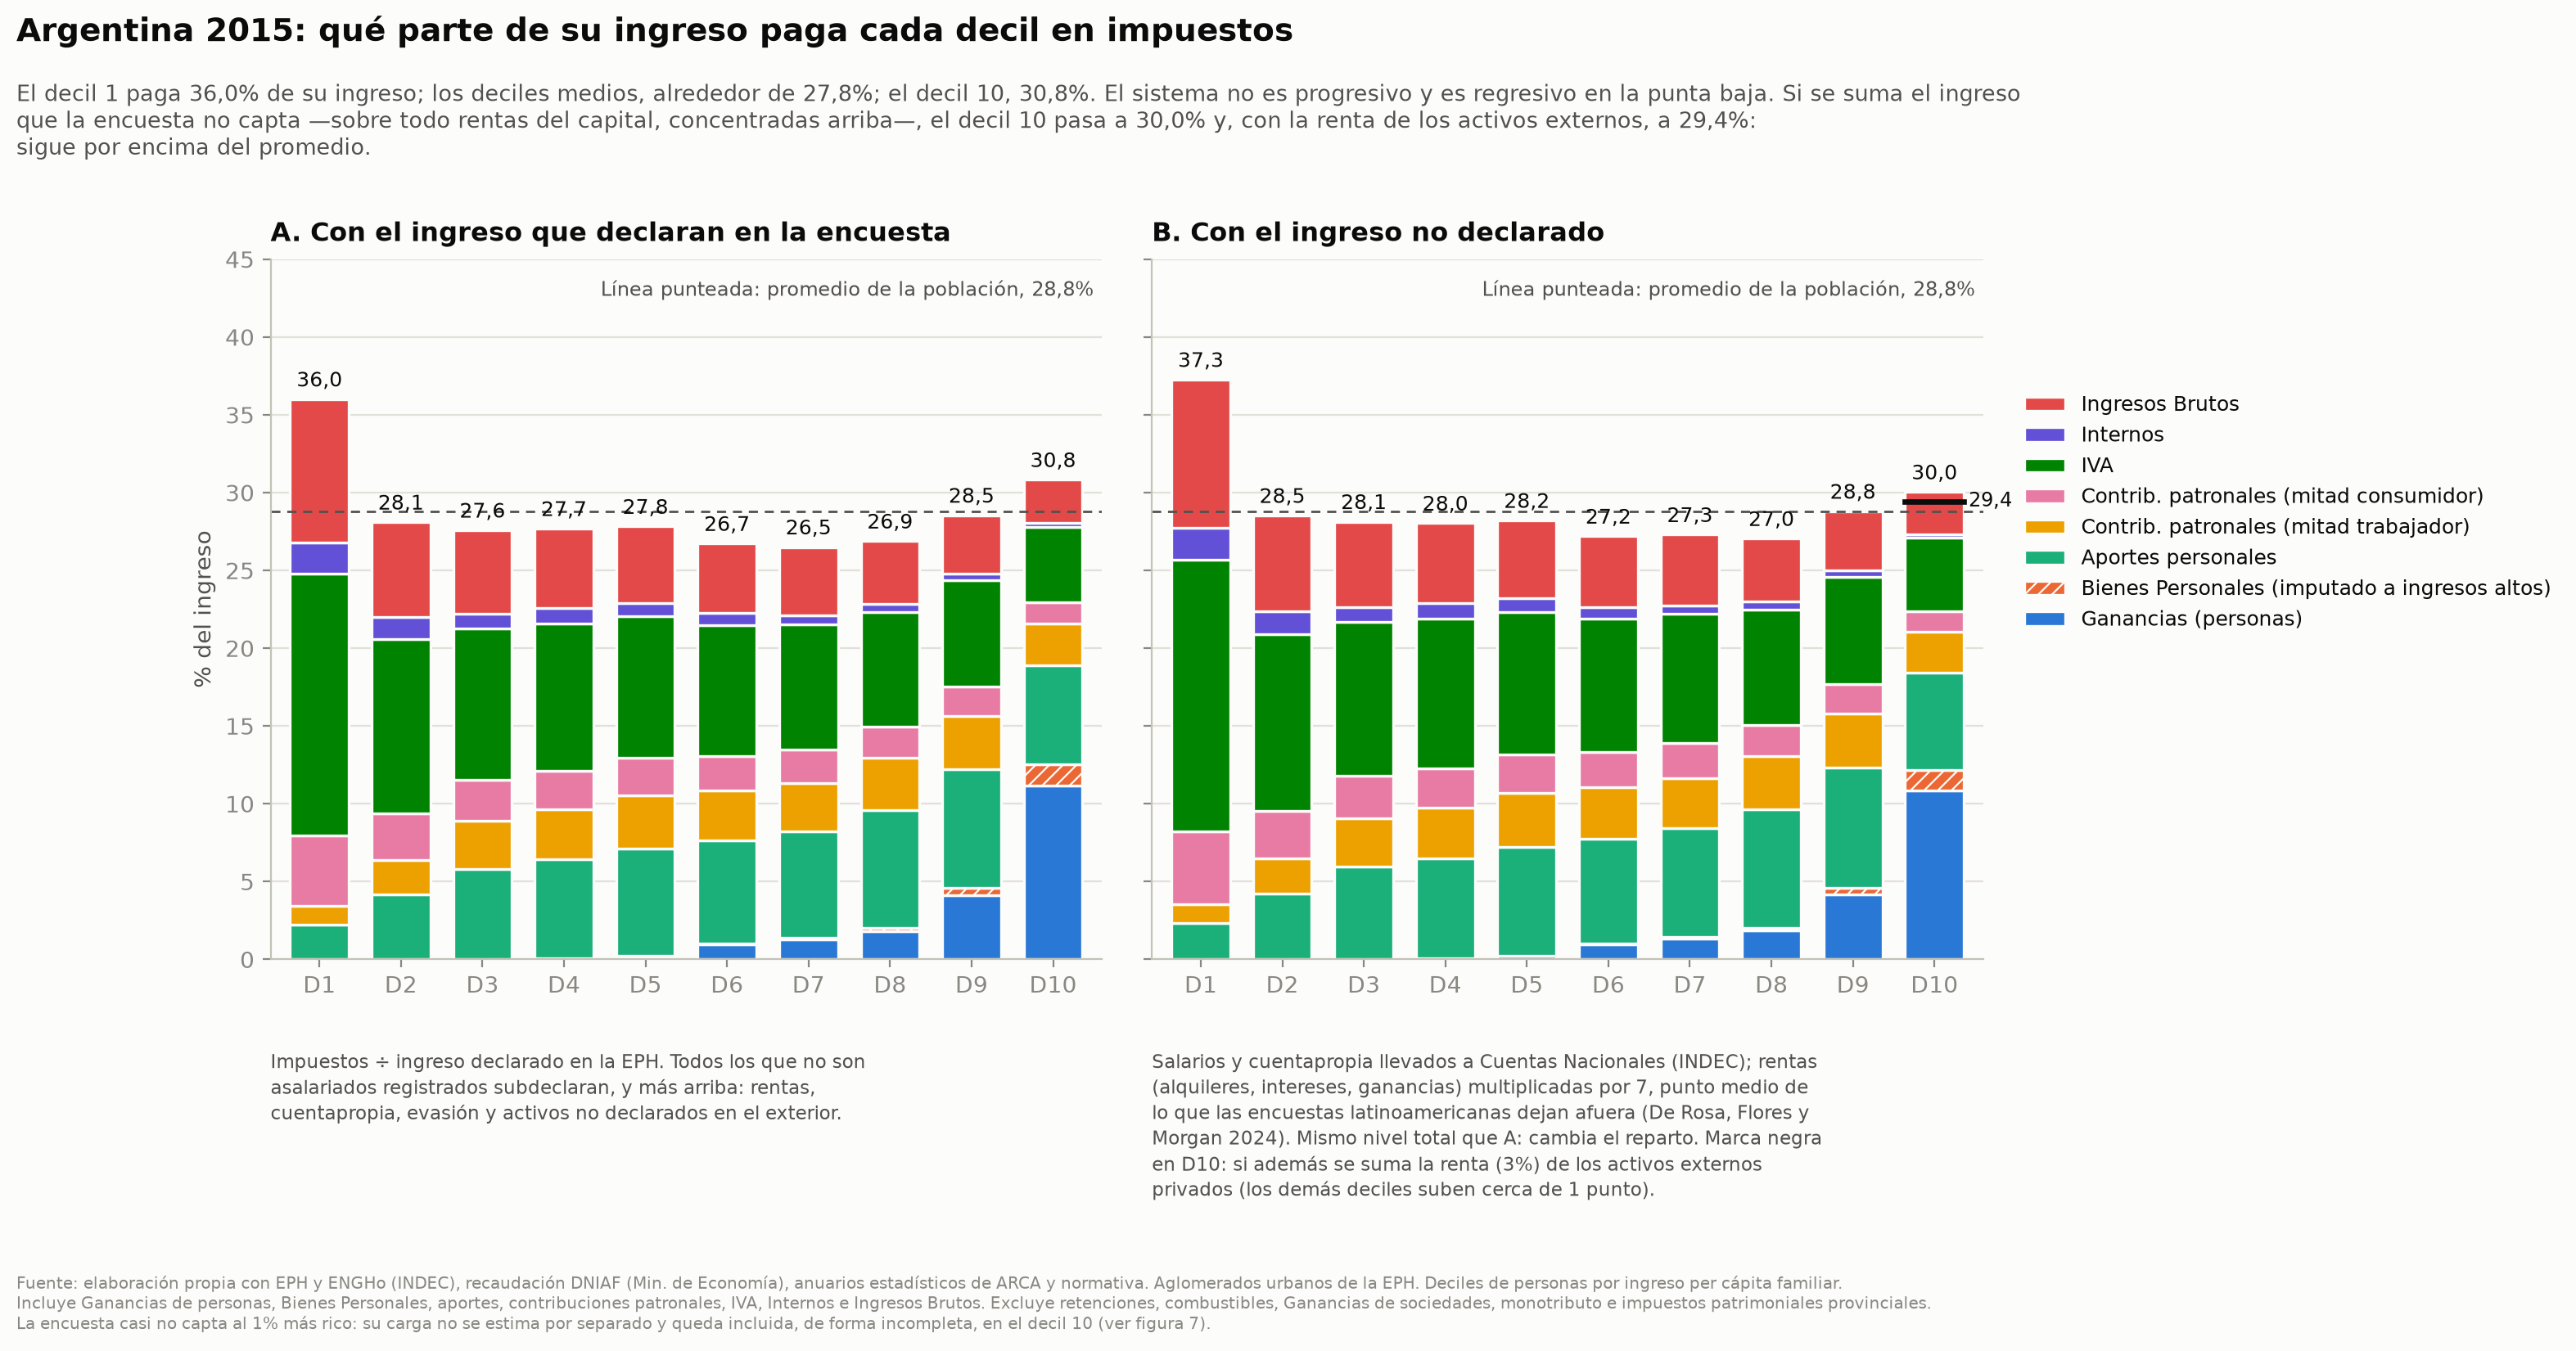 Argentina 2015: qué parte de su ingreso paga cada decil en impuestos
El decil 1 paga 36,0% de su ingreso; los deciles medios, alrededor de 27,8%; el decil 10, 30,8%. El sistema no es progresivo y es regresivo en la punta baja. Si se suma el ingreso
que la encuesta no capta —sobre todo rentas del capital, concentradas arriba—, el decil 10 pasa a 30,0% y, con la renta de los activos externos, a 29,4%:
sigue por encima del promedio.
A. Con el ingreso que declaran en la encuesta
Línea punteada: promedio de la población, 28,8%
% del ingreso
45
40
35
30
25
20
15
10
5
0
36,0
28,1
27,6
27,7
27,8
26,7
26,5
26,9
28,5
30,8
D1 D2 D3 D4 D5 D6 D7 D8 D9 D10
Impuestos ÷ ingreso declarado en la EPH. Todos los que no son
asalariados registrados subdeclaran, y más arriba: rentas,
cuentapropia, evasión y activos no declarados en el exterior.
B. Con el ingreso no declarado
Línea punteada: promedio de la población, 28,8%
37,3
28,5
28,1
28,0
28,2
27,2
27,3
27,0
28,8
30,0
29,4
D1 D2 D3 D4 D5 D6 D7 D8 D9 D10
Salarios y cuentapropia llevados a Cuentas Nacionales (INDEC); rentas
(alquileres, intereses, ganancias) multiplicadas por 7, punto medio de
lo que las encuestas latinoamericanas dejan afuera (De Rosa, Flores y
Morgan 2024). Mismo nivel total que A: cambia el reparto. Marca negra
en D10: si además se suma la renta (3%) de los activos externos
privados (los demás deciles suben cerca de 1 punto).
Ingresos Brutos
Internos
IVA
Contrib. patronales (mitad consumidor)
Contrib. patronales (mitad trabajador)
Aportes personales
Bienes Personales (imputado a ingresos altos)
Ganancias (personas)
Fuente: elaboración propia con EPH y ENGHo (INDEC), recaudación DNIAF (Min. de Economía), anuarios estadísticos de ARCA y normativa. Aglomerados urbanos de la EPH. Deciles de personas por ingreso per cápita familiar.
Incluye Ganancias de personas, Bienes Personales, aportes, contribuciones patronales, IVA, Internos e Ingresos Brutos. Excluye retenciones, combustibles, Ganancias de sociedades, monotributo e impuestos patrimoniales provinciales.
La encuesta casi no capta al 1% más rico: su carga no se estima por separado y queda incluida, de forma incompleta, en el decil 10 (ver figura 7).